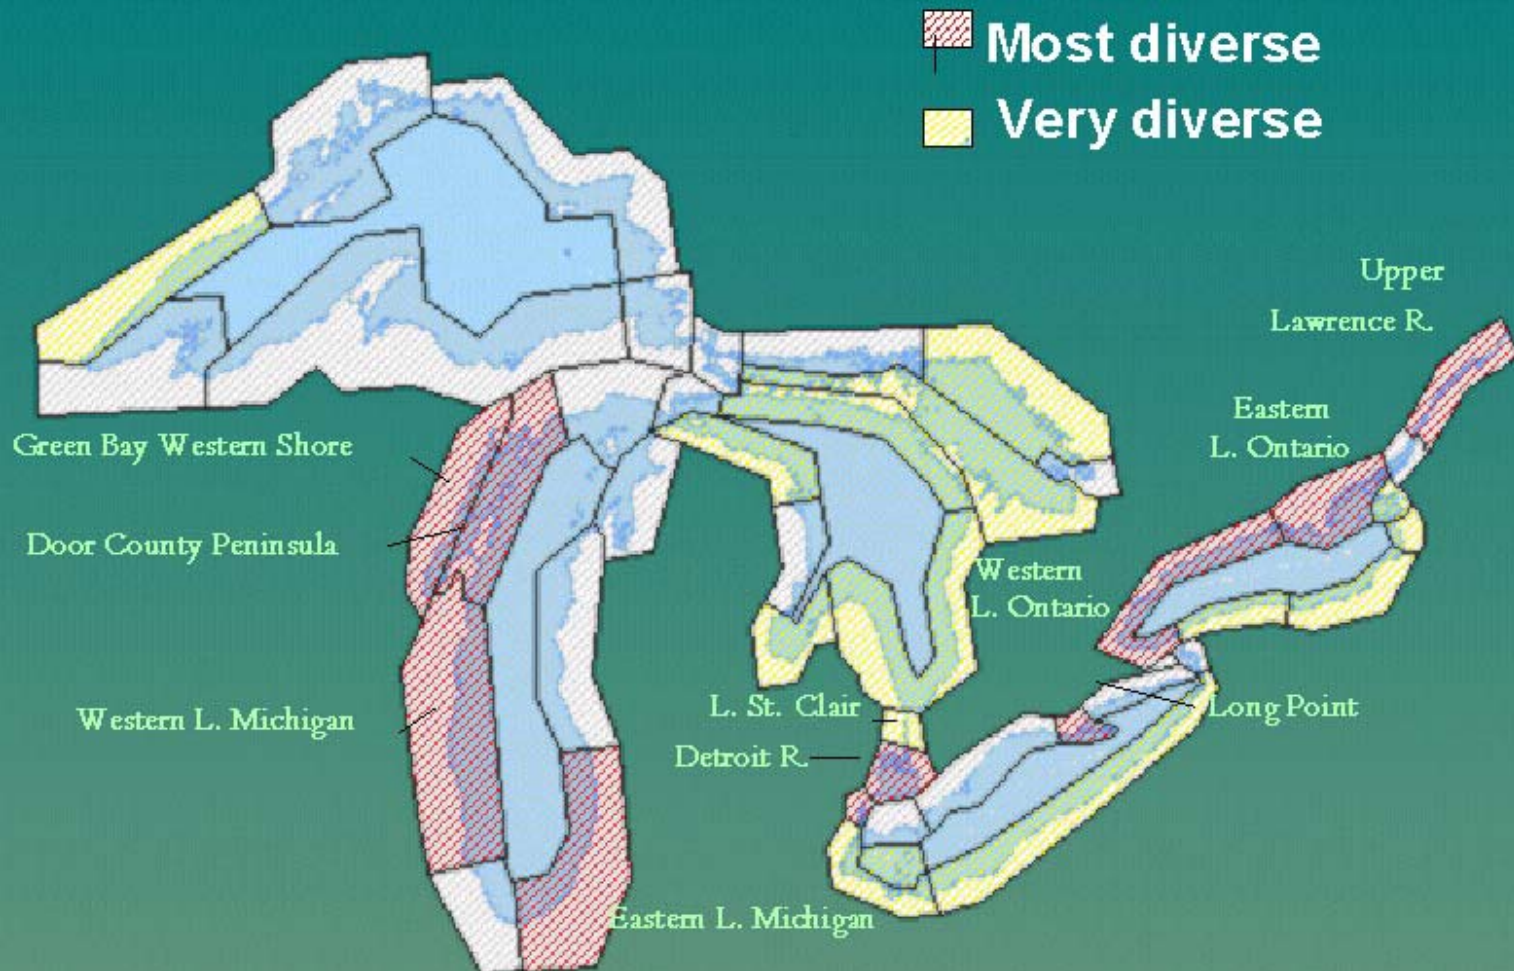 Most diverse
Very diverse
Upper
Lawrence R.
Eastern
L. Ontario
Green Bay Western Shore
Door County Peninsula
Western
L. Ontario
Western L. Michigan
L. St. Clair
Long Point
Detroit R.
Eastern L. Michigan